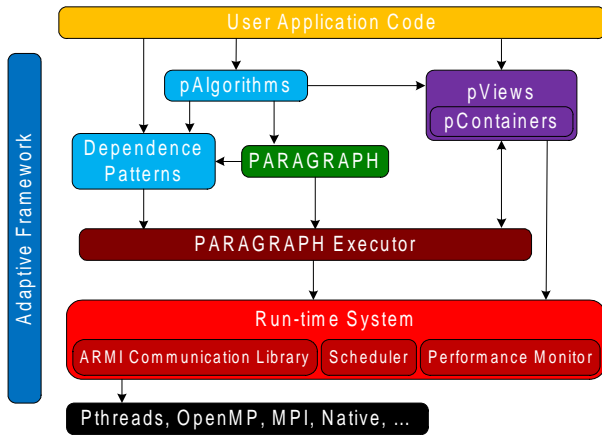 User Application Code
Adaptive Framework
pAlgorithms
pViews
pContainers
Dependence
Patterns
PARAGRAPH
PARAGRAPH Executor
Run-time System
ARMI Communication Library
Scheduler
Performance Monitor
Pthreads, OpenMP, MPI, Native, ...